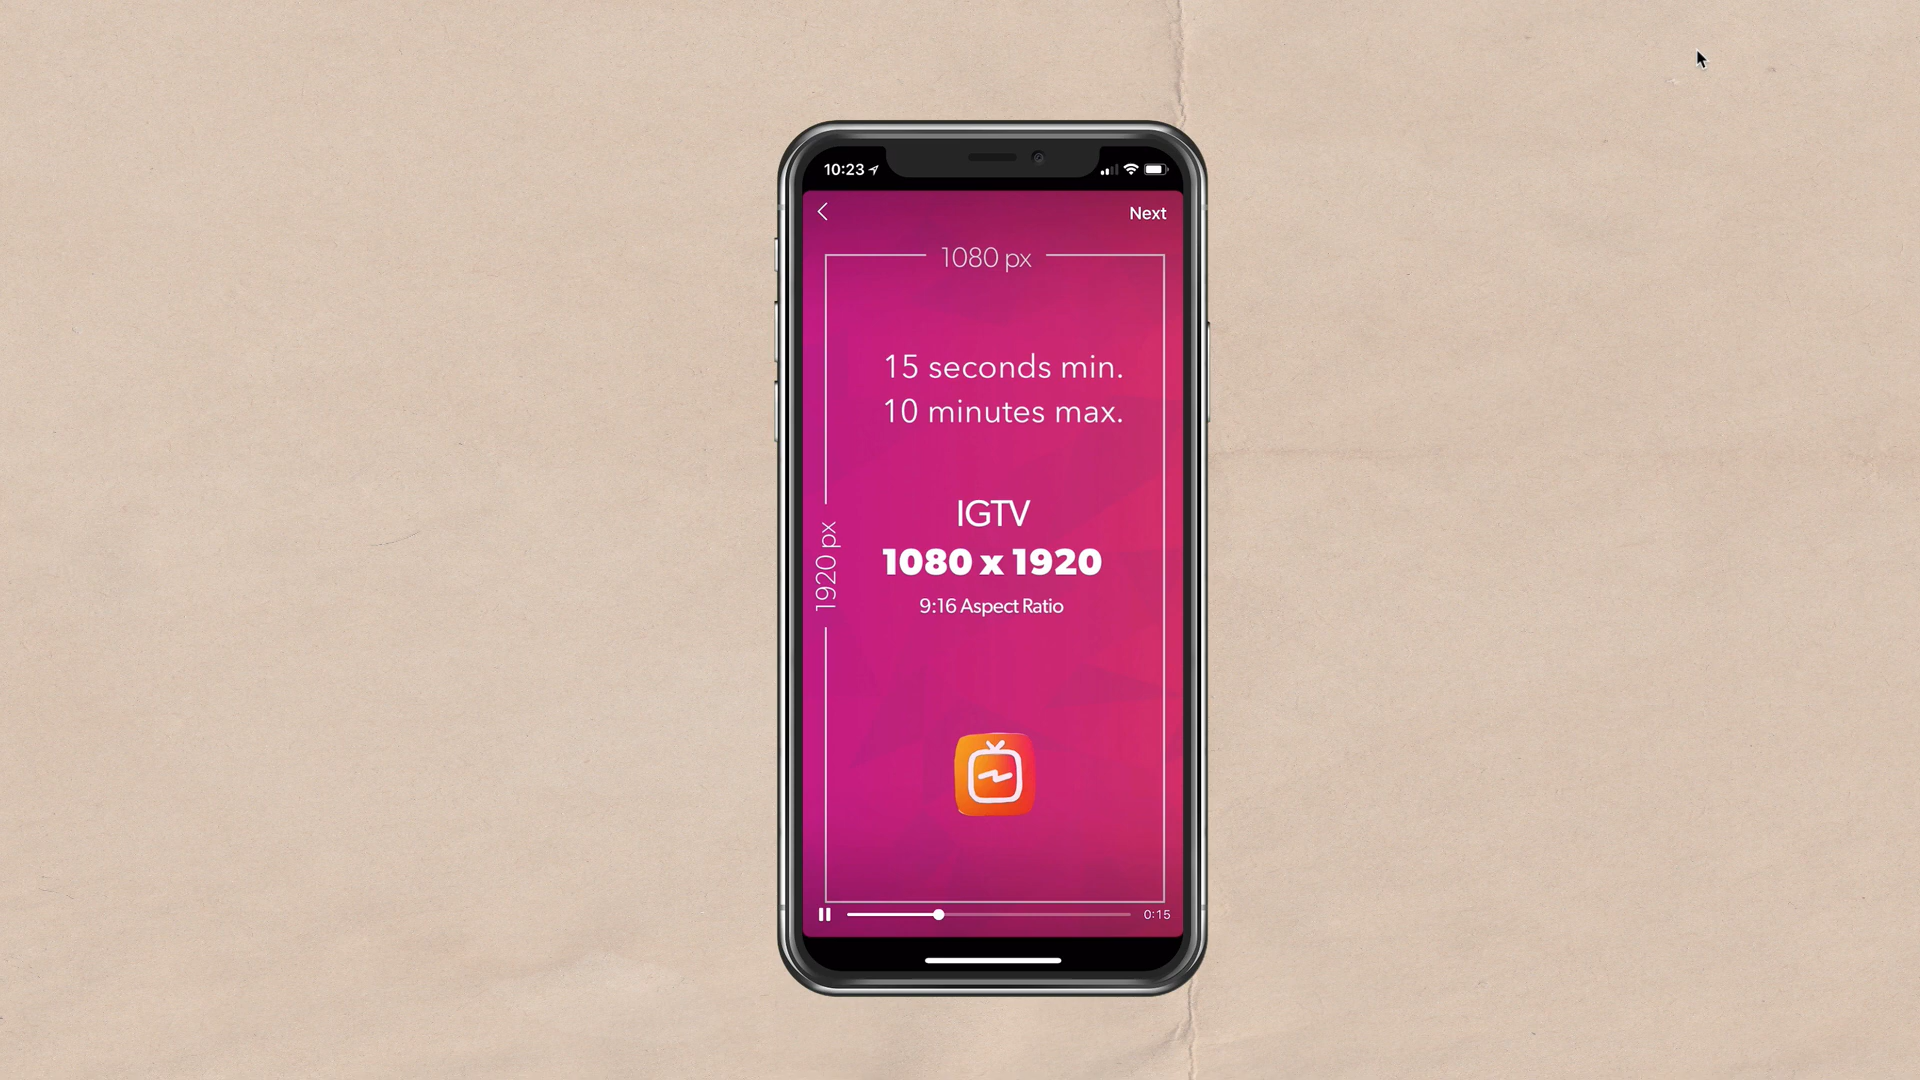 10:23
Next
1080 px
15 seconds min.
10 minutes max.
1920 px
IGTV
1080 x 1920
9:16 Aspect Ratio
0:15